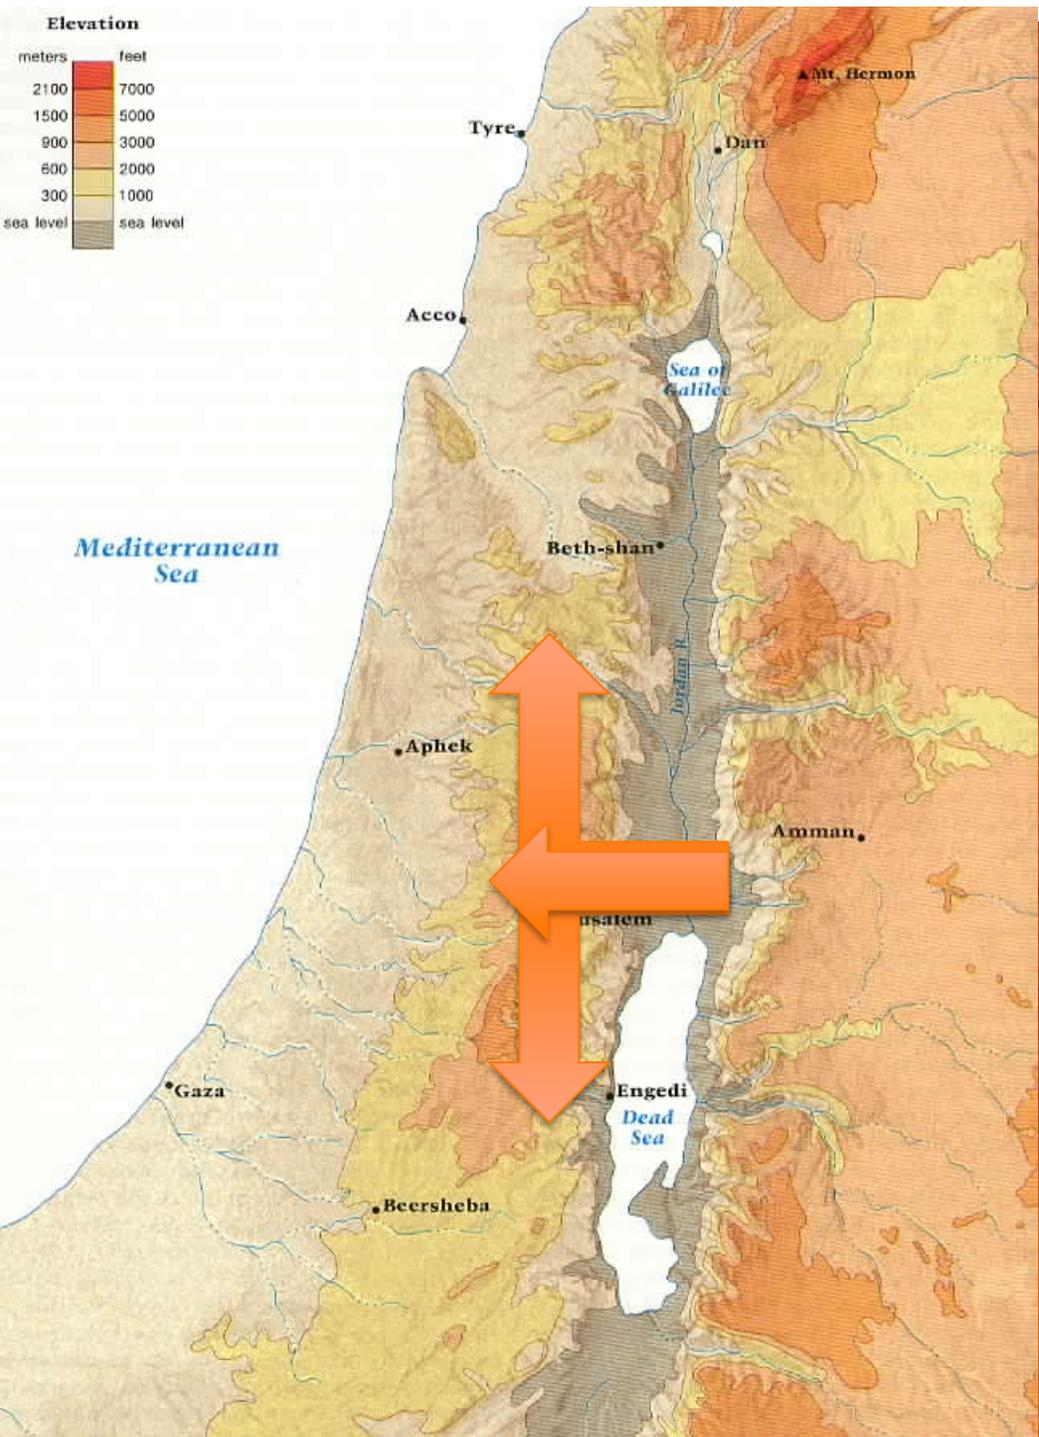 Elevation
meters feet
2100 7000
1500 5000
900 3000
600 2000
300 1000
sea level sea level
Mt. Hermon
Tyre
Dan
Acco
Sea of
Galilee
Mediterranean
Sea
Beth-shan
Jordan R.
Aphek
Amman
usalem
Engedi
Gaza
Dead
Sea
Beersheba